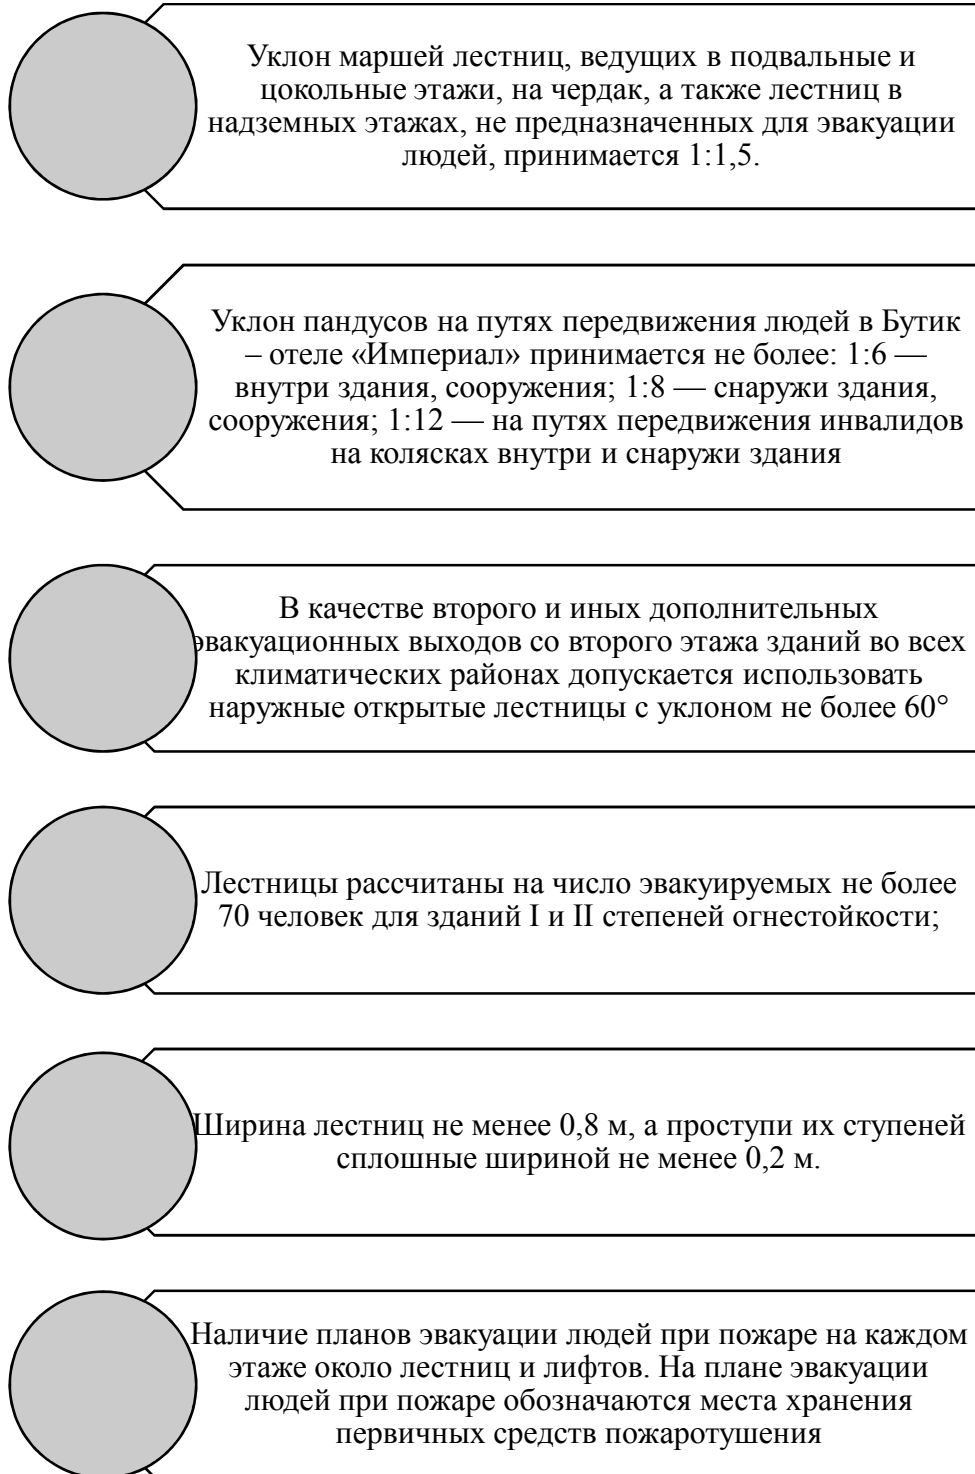 Уклон маршей лестниц, ведущих в подвальные и
цокольные этажи, на чердак, а также лестниц в
надземных этажах, не предназначенных для эвакуации
людей, принимается 1:1,5.
Уклон пандусов на путях передвижения людей в Бутик
– отеле «Империал» принимается не более: 1:6 —
внутри здания, сооружения; 1:8 — снаружи здания,
сооружения; 1:12 — на путях передвижения инвалидов
на колясках внутри и снаружи здания
В качестве второго и иных дополнительных
эвакуационных выходов со второго этажа зданий во всех
климатических районах допускается использовать
наружные открытые лестницы с уклоном не более 60°
Лестницы рассчитаны на число эвакуируемых не более
70 человек для зданий I и II степеней огнестойкости;
Ширина лестниц не менее 0,8 м, а проступи их ступеней
сплошные шириной не менее 0,2 м.
Наличие планов эвакуации людей при пожаре на каждом
этаже около лестниц и лифтов. На плане эвакуации
людей при пожаре обозначаются места хранения
первичных средств пожаротушения